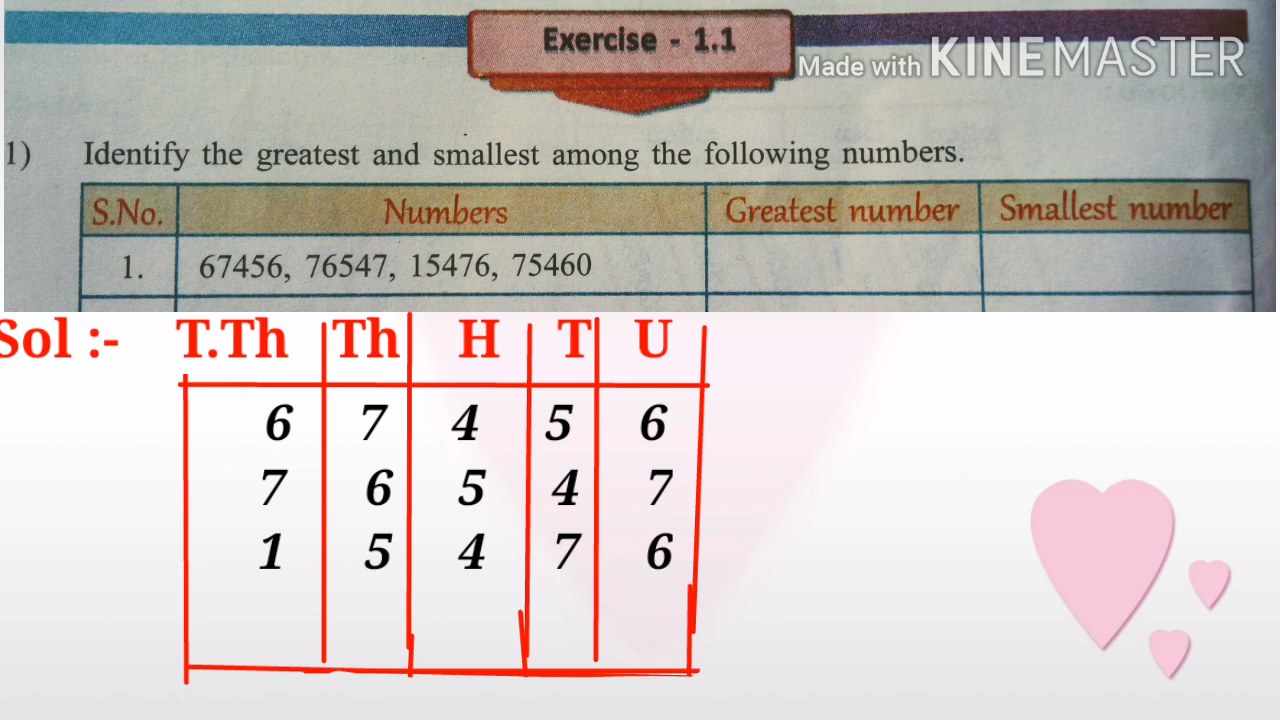 Exercise - 1.1
Made with KINEMASTER
1) Identify the greatest and smallest among the following numbers.
S.No. Numbers Greatest number Smallest number
1. 67456, 76547, 15476, 75460
Sol :- T.Th Th H T U
6 7 4 5 6
7 6 5 4 7
1 5 4 7 6